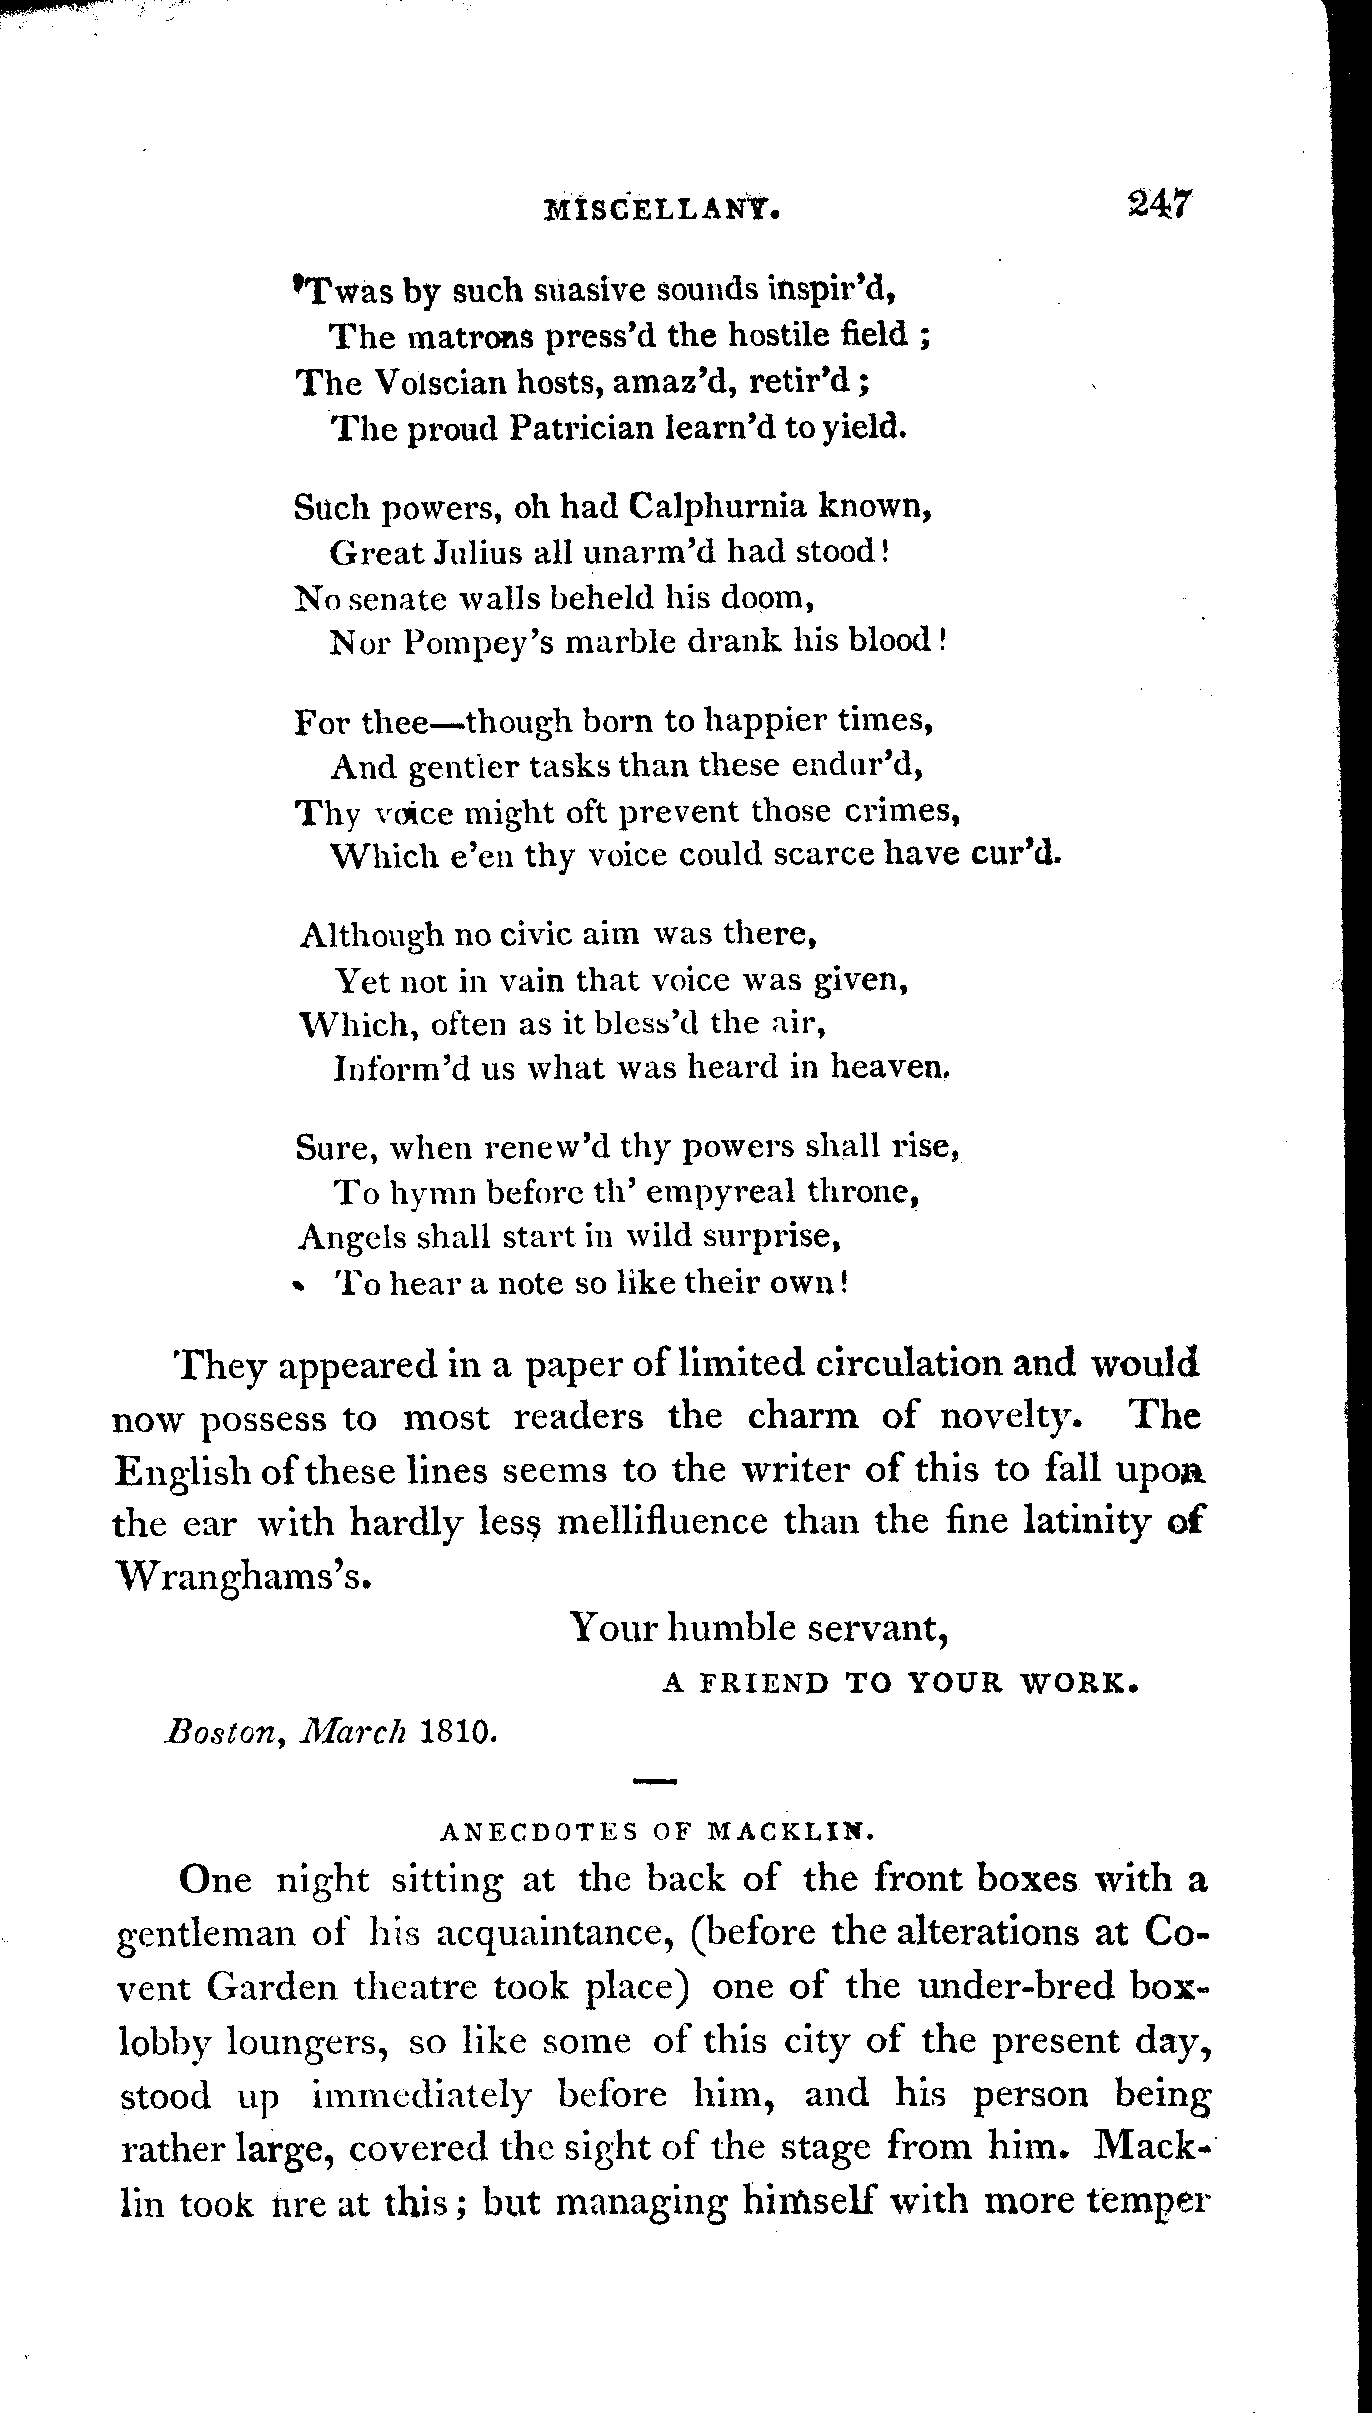 MISCELLANY. 247
'Twas by such suasive sounds inspir'd,
The matrons press'd the hostile field ;
The Volscian hosts, amaz'd, retir'd ;
The proud Patrician learn'd to yield.
Such powers, oh had Calphurnia known,
Great Julius all unarm'd had stood!
No senate walls beheld his doom,
Nor Pompey's marble drank his blood!
For thee—though born to happier times,
And gentler tasks than these endur'd,
Thy voice might oft prevent those crimes,
Which e'en thy voice could scarce have cur'd.
Although no civic aim was there,
Yet not in vain that voice was given,
Which, often as it bless'd the air,
Inform'd us what was heard in heaven.
Sure, when renew'd thy powers shall rise,
To hymn before th' empyreal throne,
Angels shall start in wild surprise,
To hear a note so like their own!
They appeared in a paper of limited circulation and would
now possess to most readers the charm of novelty. The
English of these lines seems to the writer of this to fall upon
the ear with hardly less mellifluence than the fine latinity of
Wranghams's.
Your humble servant,
A FRIEND TO YOUR WORK.
Boston, March 1810.
ANECDOTES OF MACKLIN.
One night sitting at the back of the front boxes with a
gentleman of his acquaintance, (before the alterations at Co-
vent Garden theatre took place) one of the under-bred box-
lobby loungers, so like some of this city of the present day,
stood up immediately before him, and his person being
rather large, covered the sight of the stage from him. Mack-
lin took fire at this; but managing himself with more temper